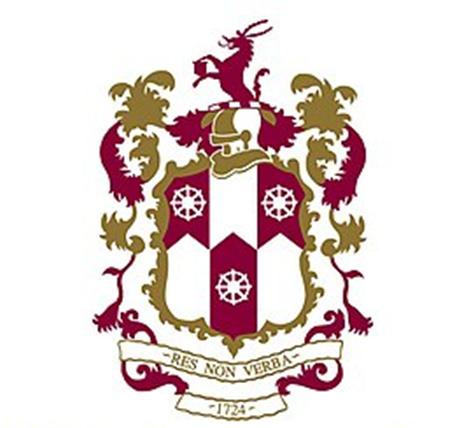 -RES NON VERBA-
-1724-